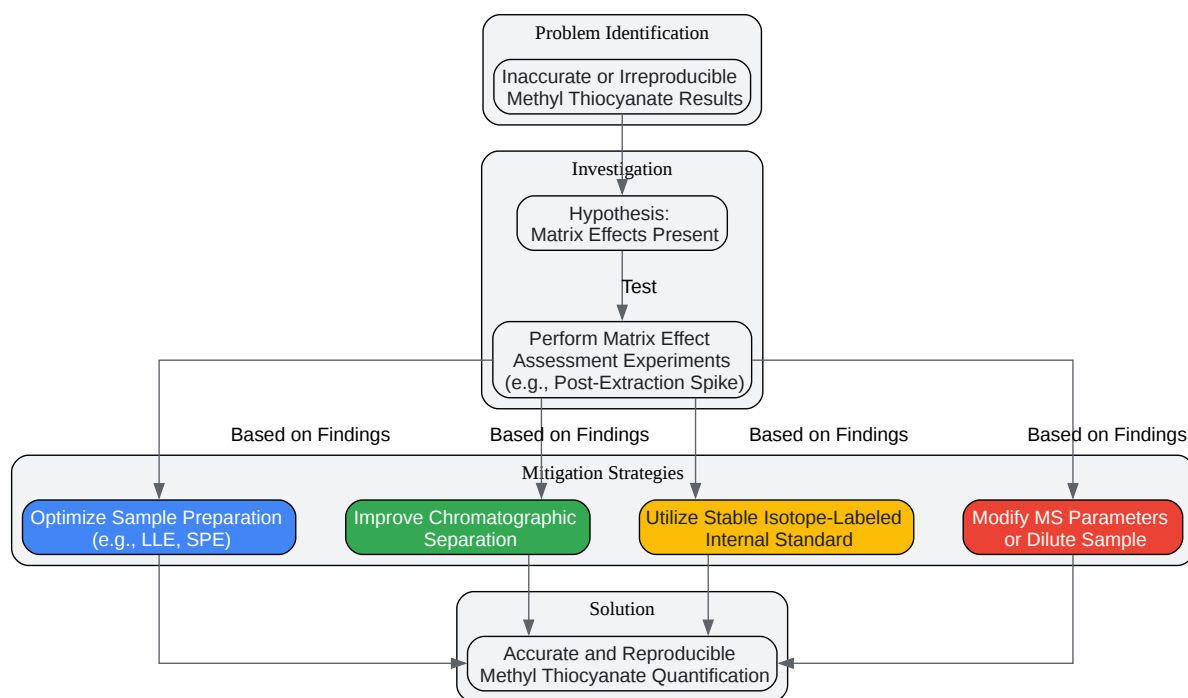 Problem Identification
Inaccurate or Irreproducible
Methyl Thiocyanate Results
Investigation
Hypothesis:
Matrix Effects Present
Test
Perform Matrix Effect
Assessment Experiments
(e.g., Post-Extraction Spike)
Based on Findings
Based on Findings
Based on Findings
Based on Findings
Mitigation Strategies
Optimize Sample Preparation
(e.g., LLE, SPE)
Improve Chromatographic
Separation
Utilize Stable Isotope-Labeled
Internal Standard
Modify MS Parameters
or Dilute Sample
Solution
Accurate and Reproducible
Methyl Thiocyanate Quantification